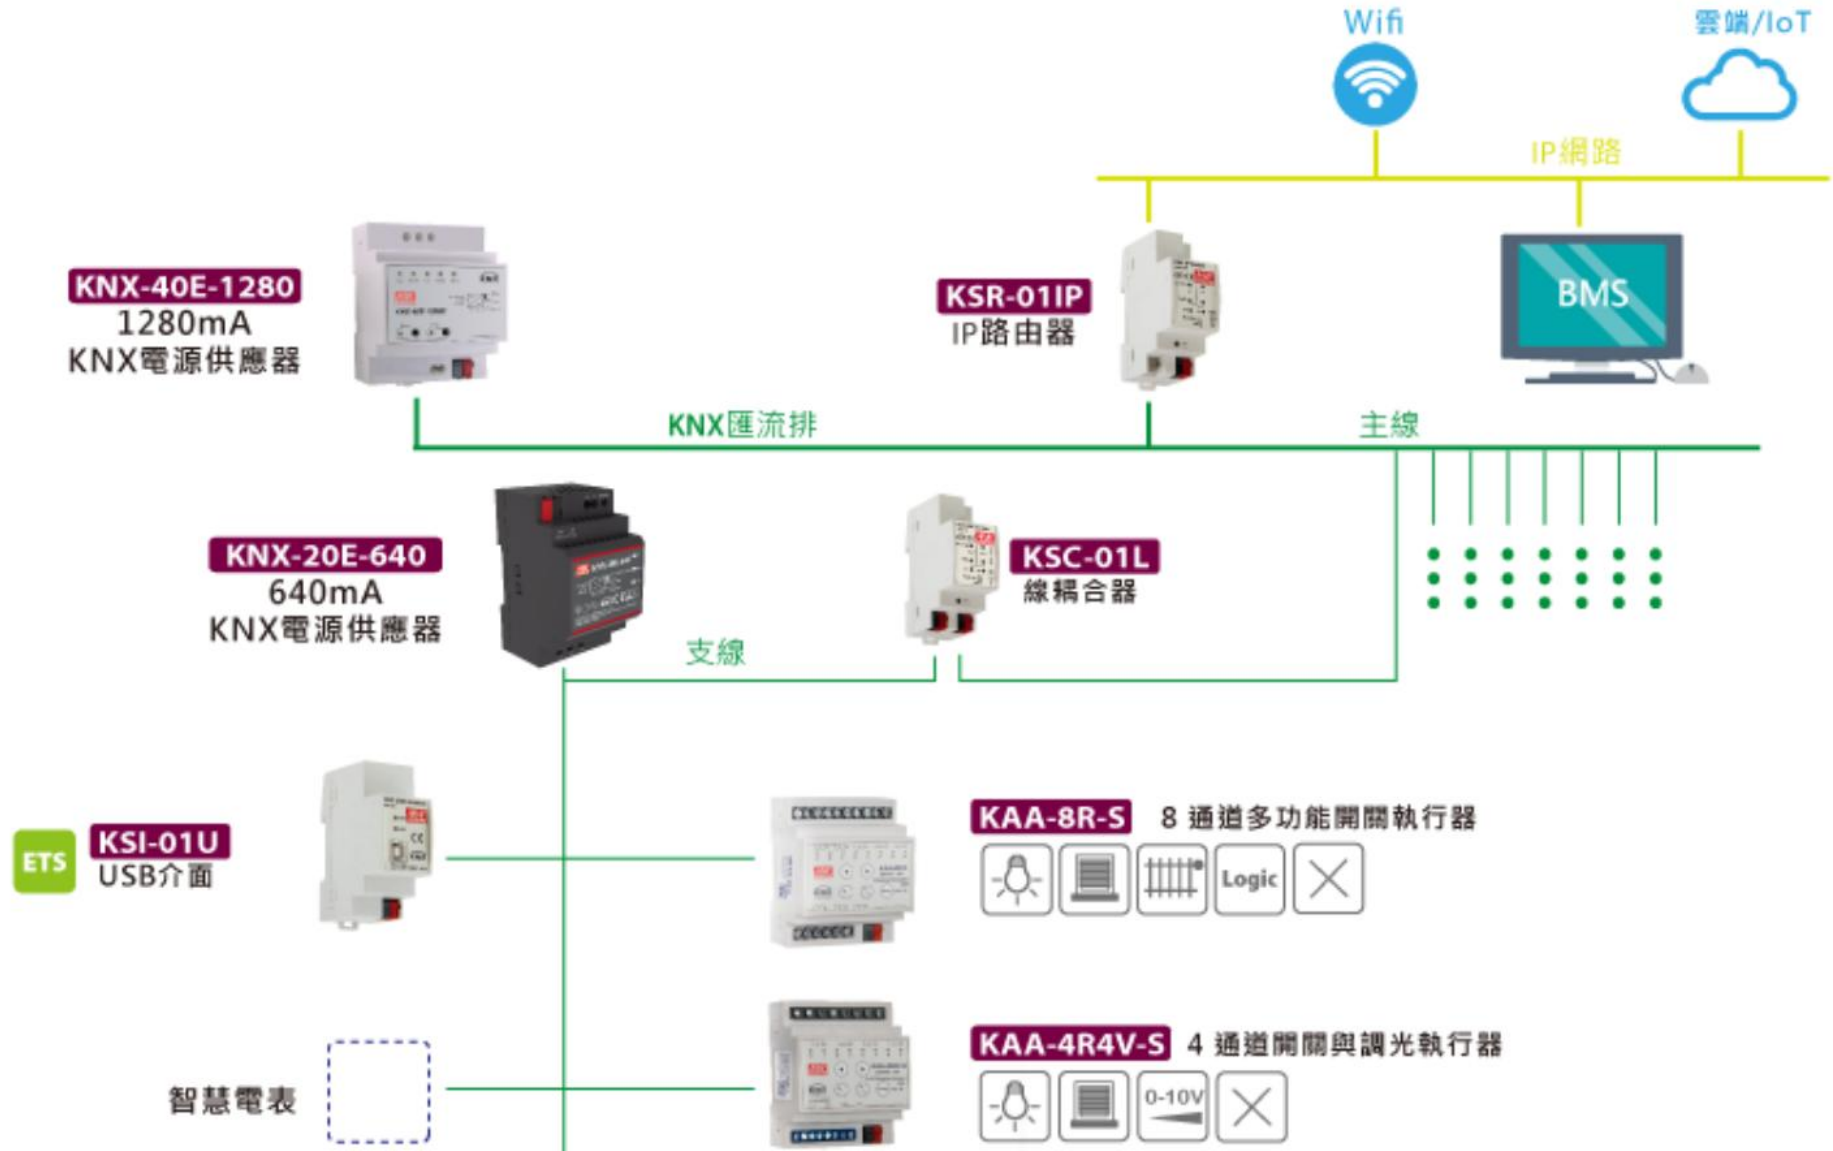 Wifi
雲端/IoT
IP網路
KNX-40E-1280
1280mA
KNX電源供應器
KSR-01IP
IP路由器
BMS
KNX匯流排
主線
KNX-20E-640
640mA
KNX電源供應器
KSC-01L
線耦合器
支線
ETS
KSI-01U
USB介面
KAA-8R-S
8 通道多功能開關執行器
Logic
智慧電表
KAA-4R4V-S
4 通道開關與調光執行器
0-10V